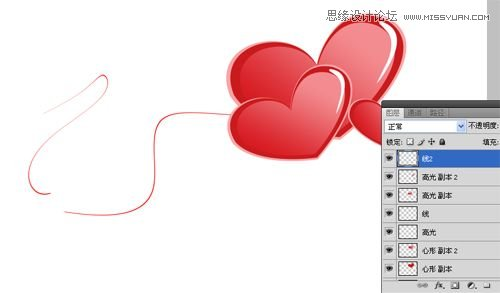 思缘设计论坛 WWW.MISSYUAN.COM
图层 通道 路径
正常 不透明度:
锁定: 填充:
线2
高光 副本 2
高光 副本
线
高光
心形 副本 2
心形 副本
fx